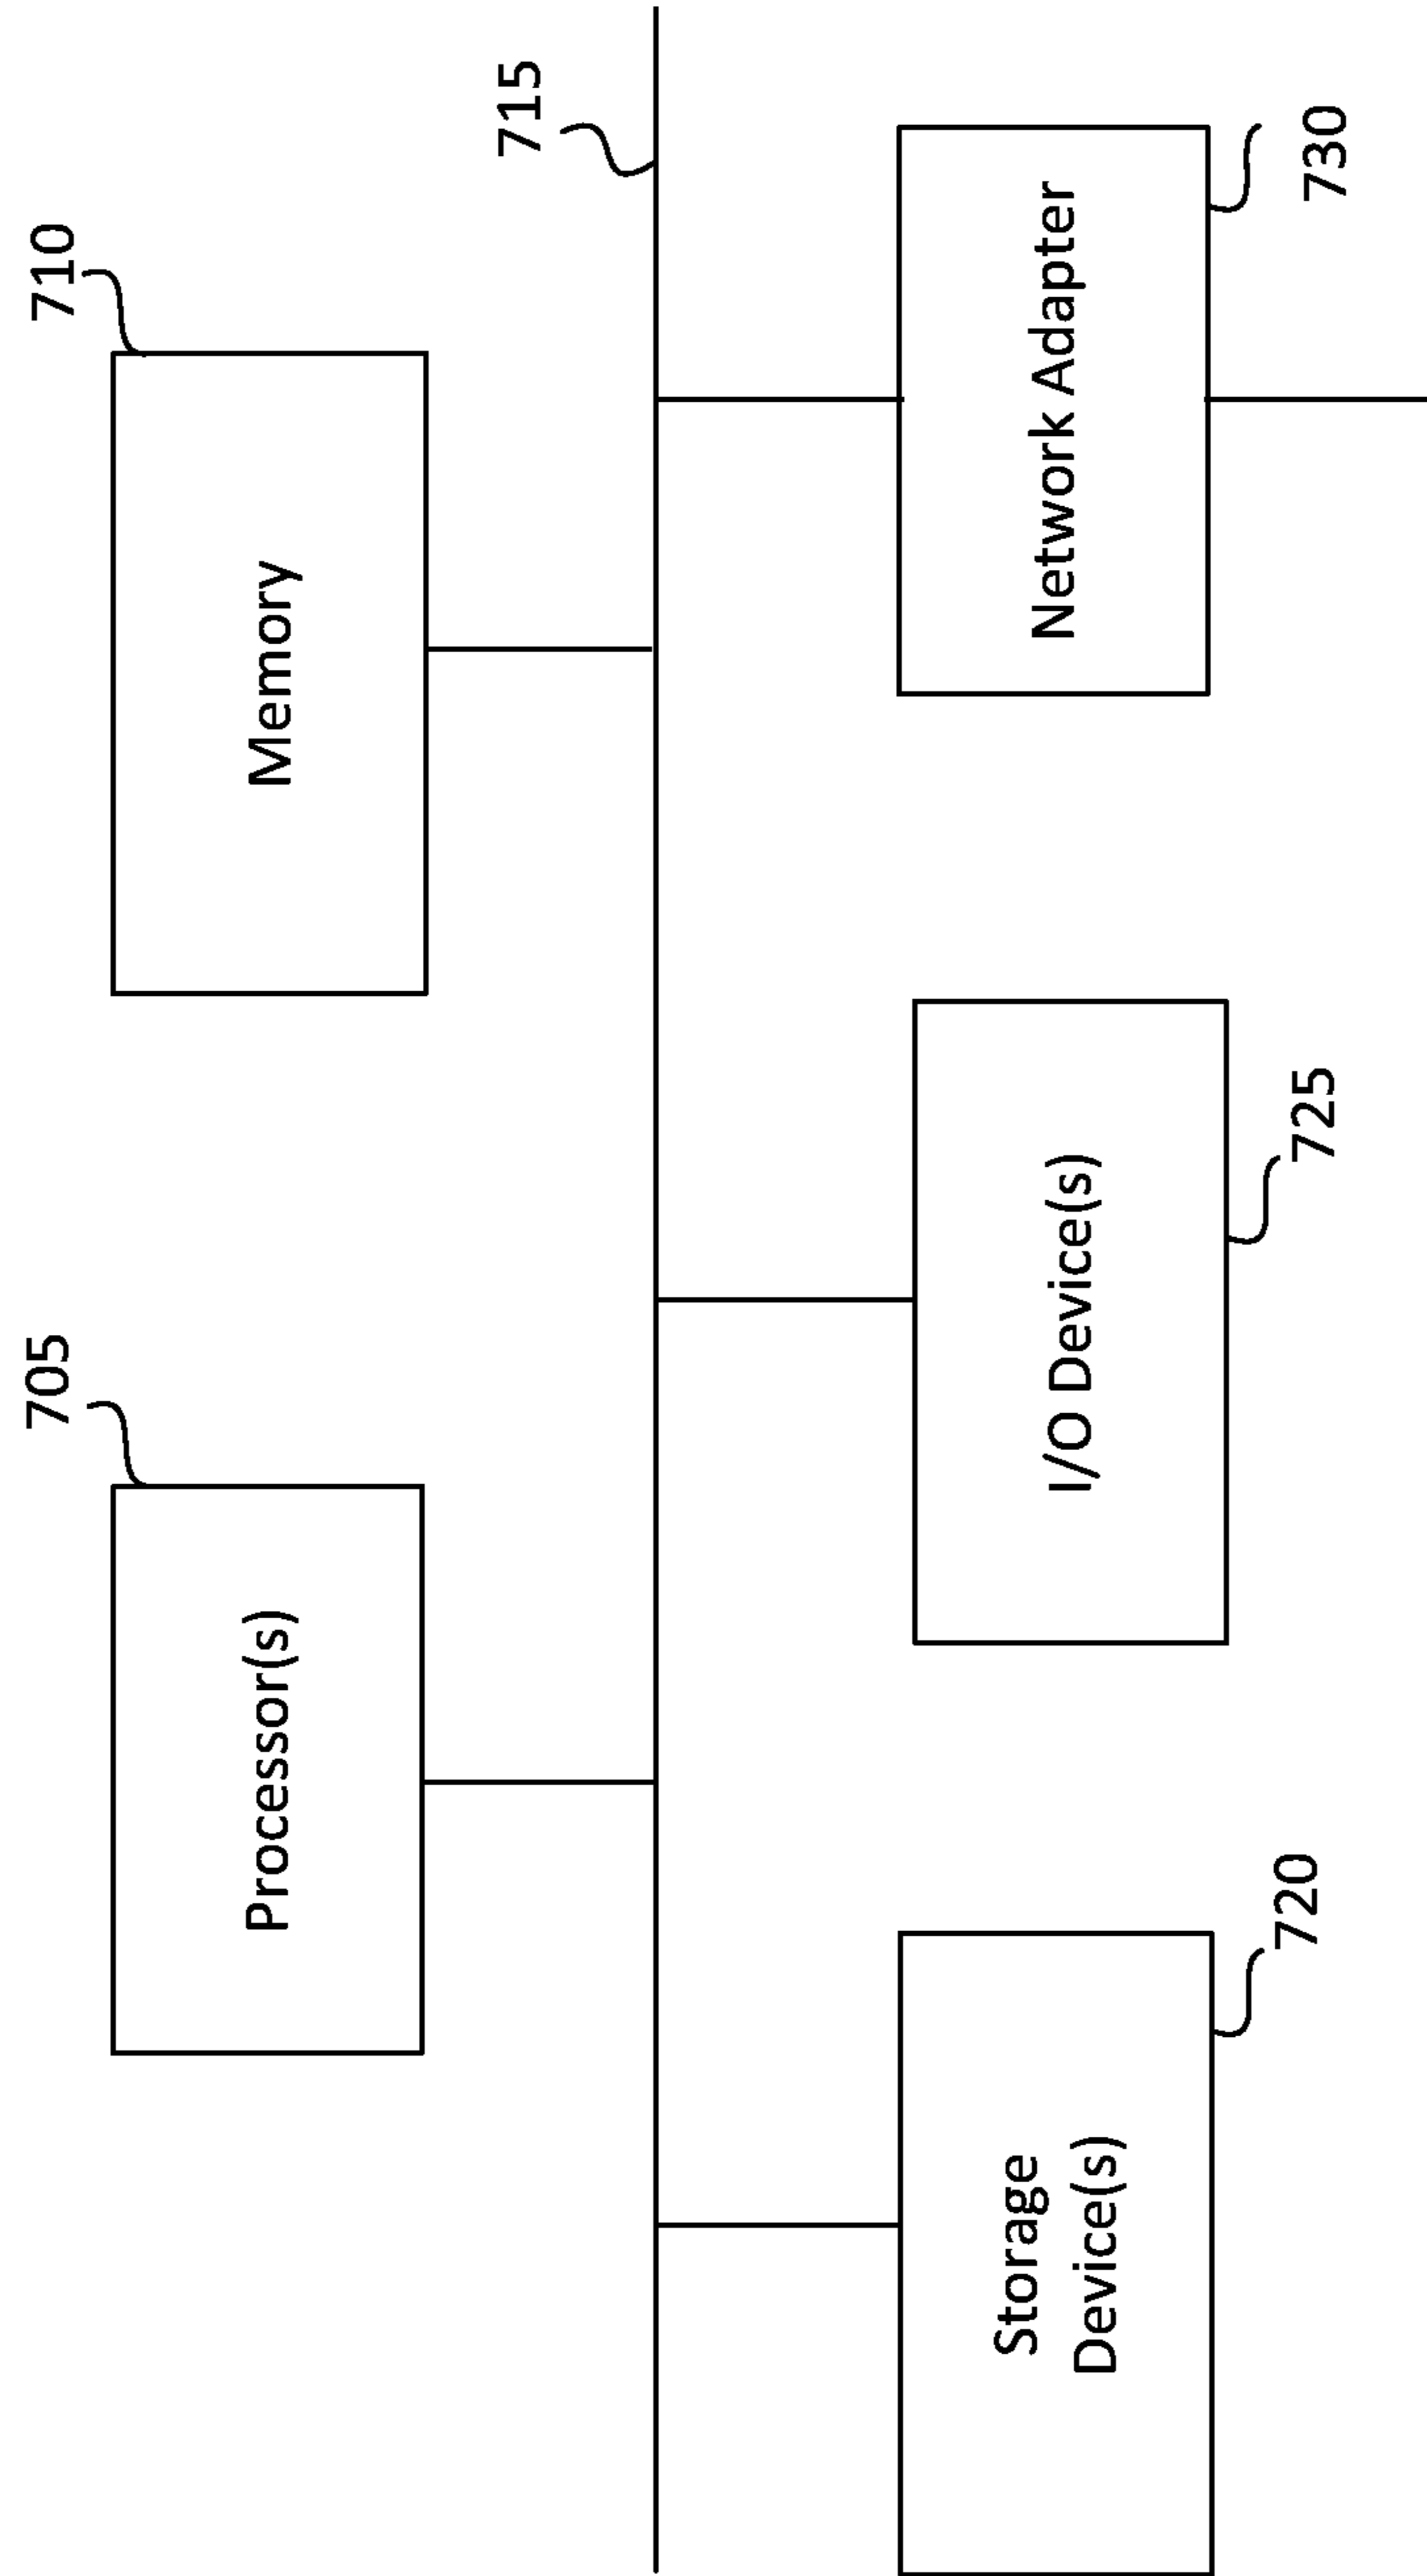 705
710
Processor(s)
Memory
715
Storage
Device(s)
I/O Device(s)
Network Adapter
720
725
730